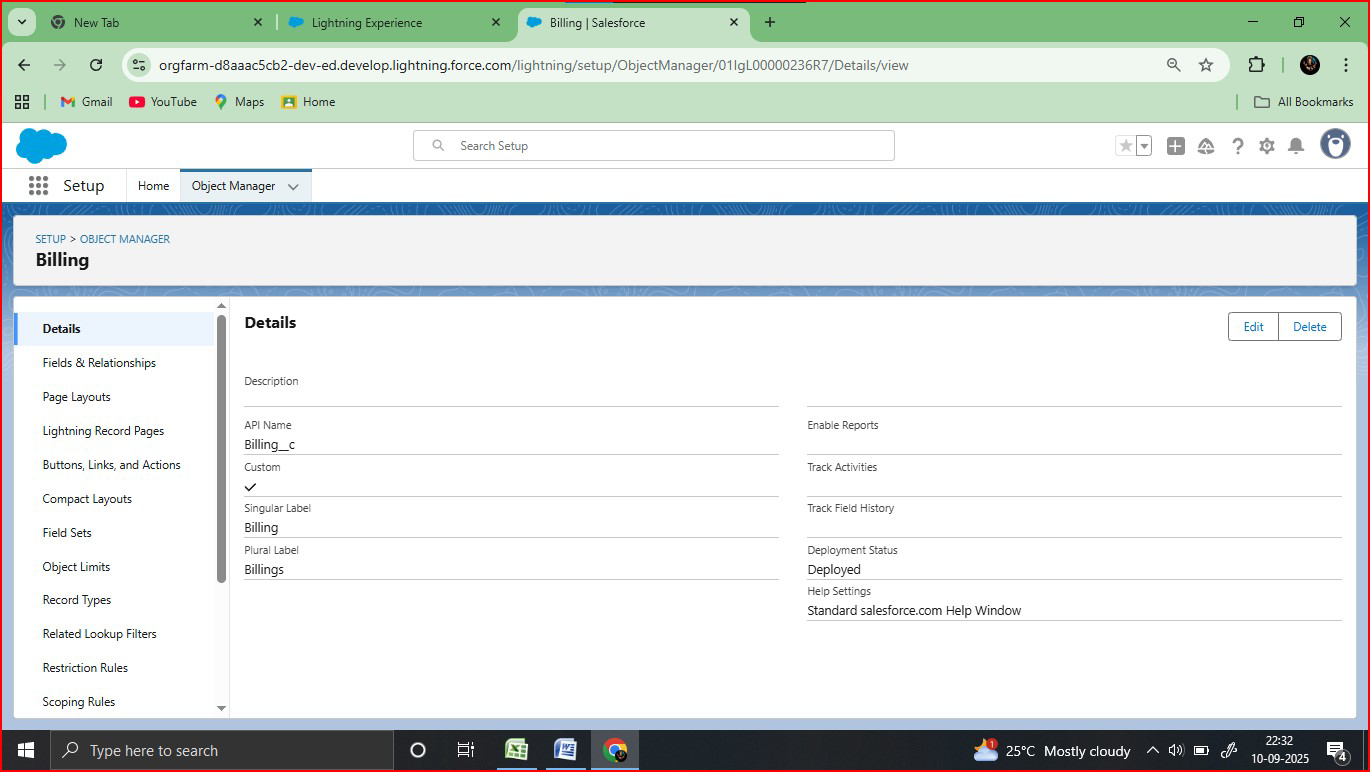 New Tab
Lightning Experience
Billing | Salesforce
orgfarm-d8aaac5cb2-dev-ed.develop.lightning.force.com/lightning/setup/ObjectManager/01IgL00000236R7/Details/view
Gmail
YouTube
Maps
Home
All Bookmarks
Search Setup
Setup
Home
Object Manager
SETUP > OBJECT MANAGER
Billing
Details
Fields & Relationships
Page Layouts
Lightning Record Pages
Buttons, Links, and Actions
Compact Layouts
Field Sets
Object Limits
Record Types
Related Lookup Filters
Restriction Rules
Scoping Rules
Details
Edit
Delete
Description
API Name
Billing__c
Custom
Singular Label
Billing
Plural Label
Billings
Enable Reports
Track Activities
Track Field History
Deployment Status
Deployed
Help Settings
Standard salesforce.com Help Window
Type here to search
1
25°C Mostly cloudy
22:32
10-09-2025
4